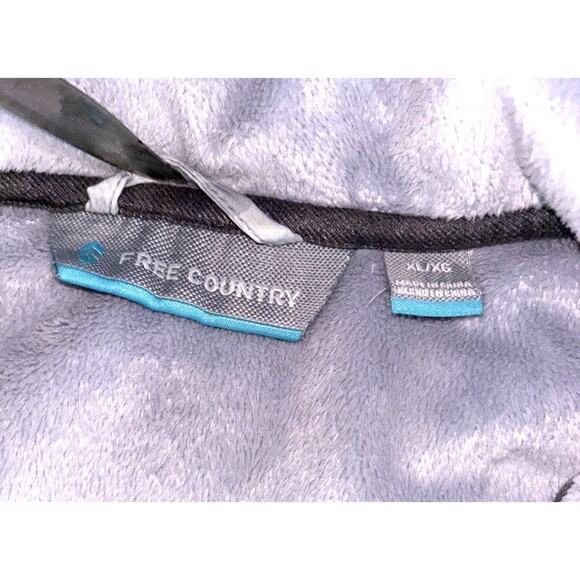 FREE COUNTRY
XL/XG
MADE IN CHINA
HECHO EN CHINA